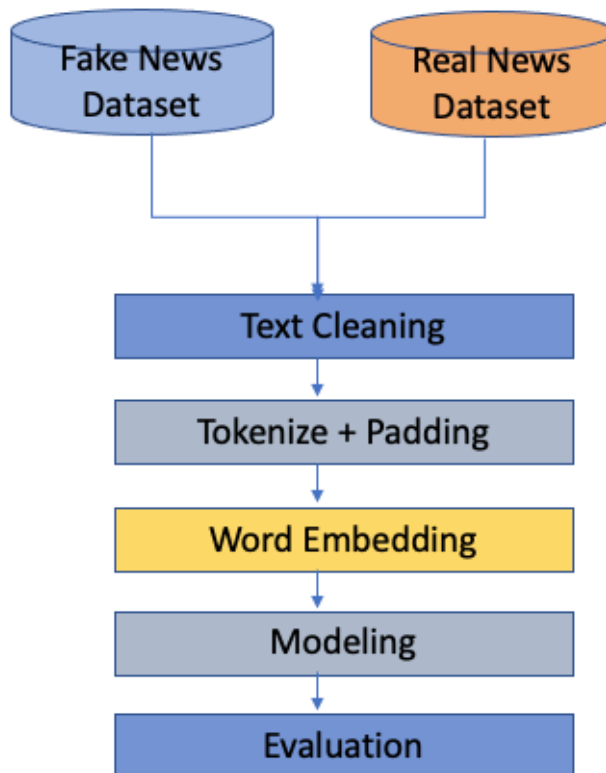 Fake News
Dataset
Real News
Dataset
Text Cleaning
Tokenize + Padding
Word Embedding
Modeling
Evaluation